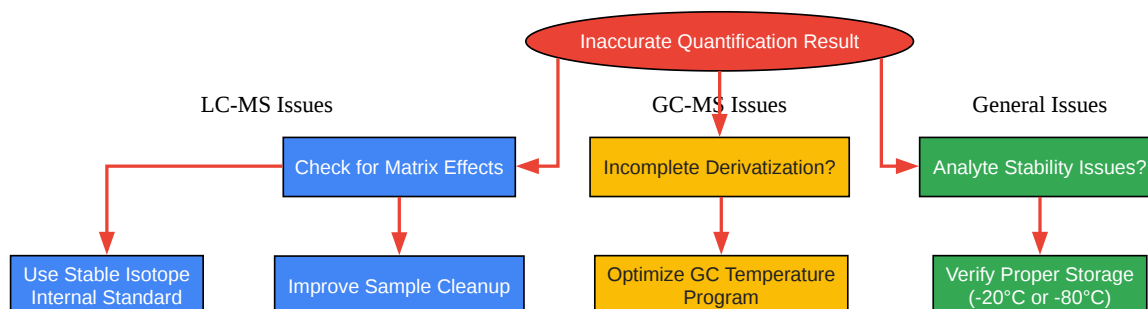 Inaccurate Quantification Result
LC-MS Issues
GC-MS Issues
General Issues
Check for Matrix Effects
Incomplete Derivatization?
Analyte Stability Issues?
Use Stable Isotope
Internal Standard
Improve Sample Cleanup
Optimize GC Temperature
Program
Verify Proper Storage
(-20°C or -80°C)